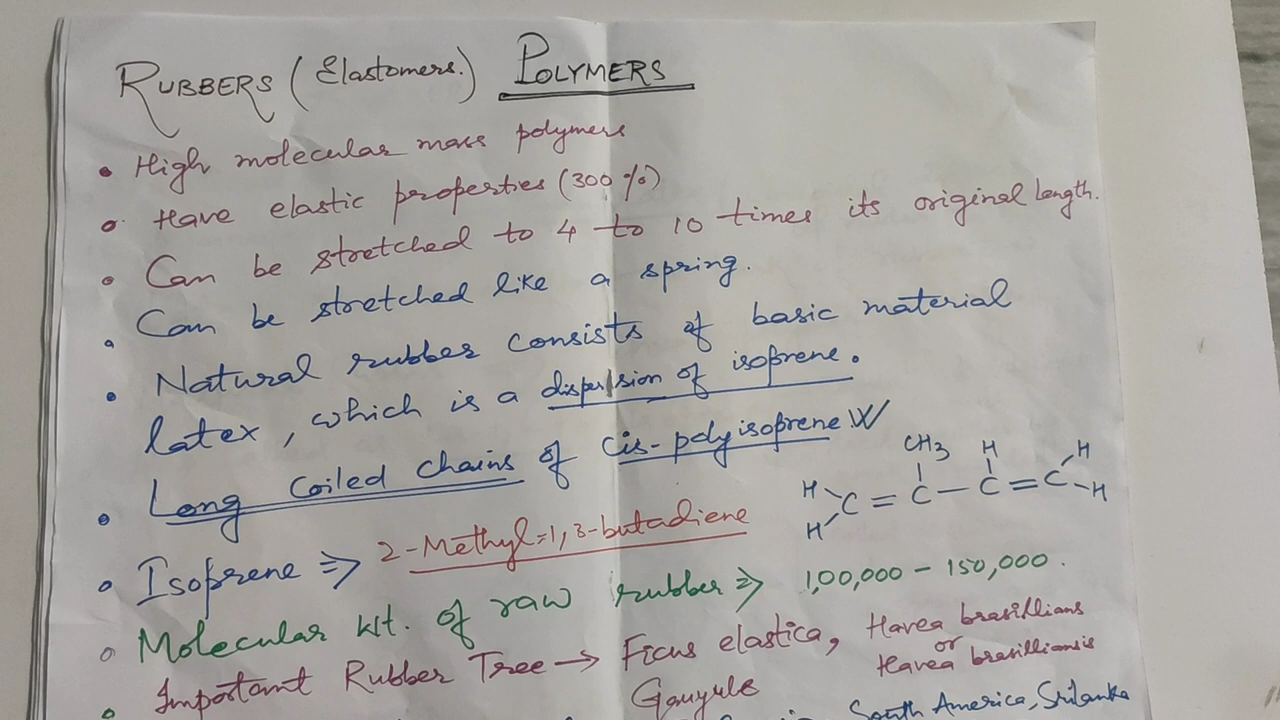 RUBBERS (Elastomers.) POLYMERS
• High molecular mass polymers
• Have elastic properties (300 %)
• Can be stretched to 4 to 10 times its original length.
• Can be stretched like a spring.
• Natural rubber consists of basic material
latex, which is a dispersion of isoprene.
• Long coiled chains of cis-polyisoprene
CH3 H H
H C = C — C = C H
H
• Isoprene ⇒ 2-Methyl-1,3-butadiene
• Molecular Wt. of raw rubber ⇒ 1,00,000 – 150,000.
• Important Rubber Tree → Ficus elastica, Havea brasillians
or
Havea brasilliansis
Gauyule
South America, Srilanka